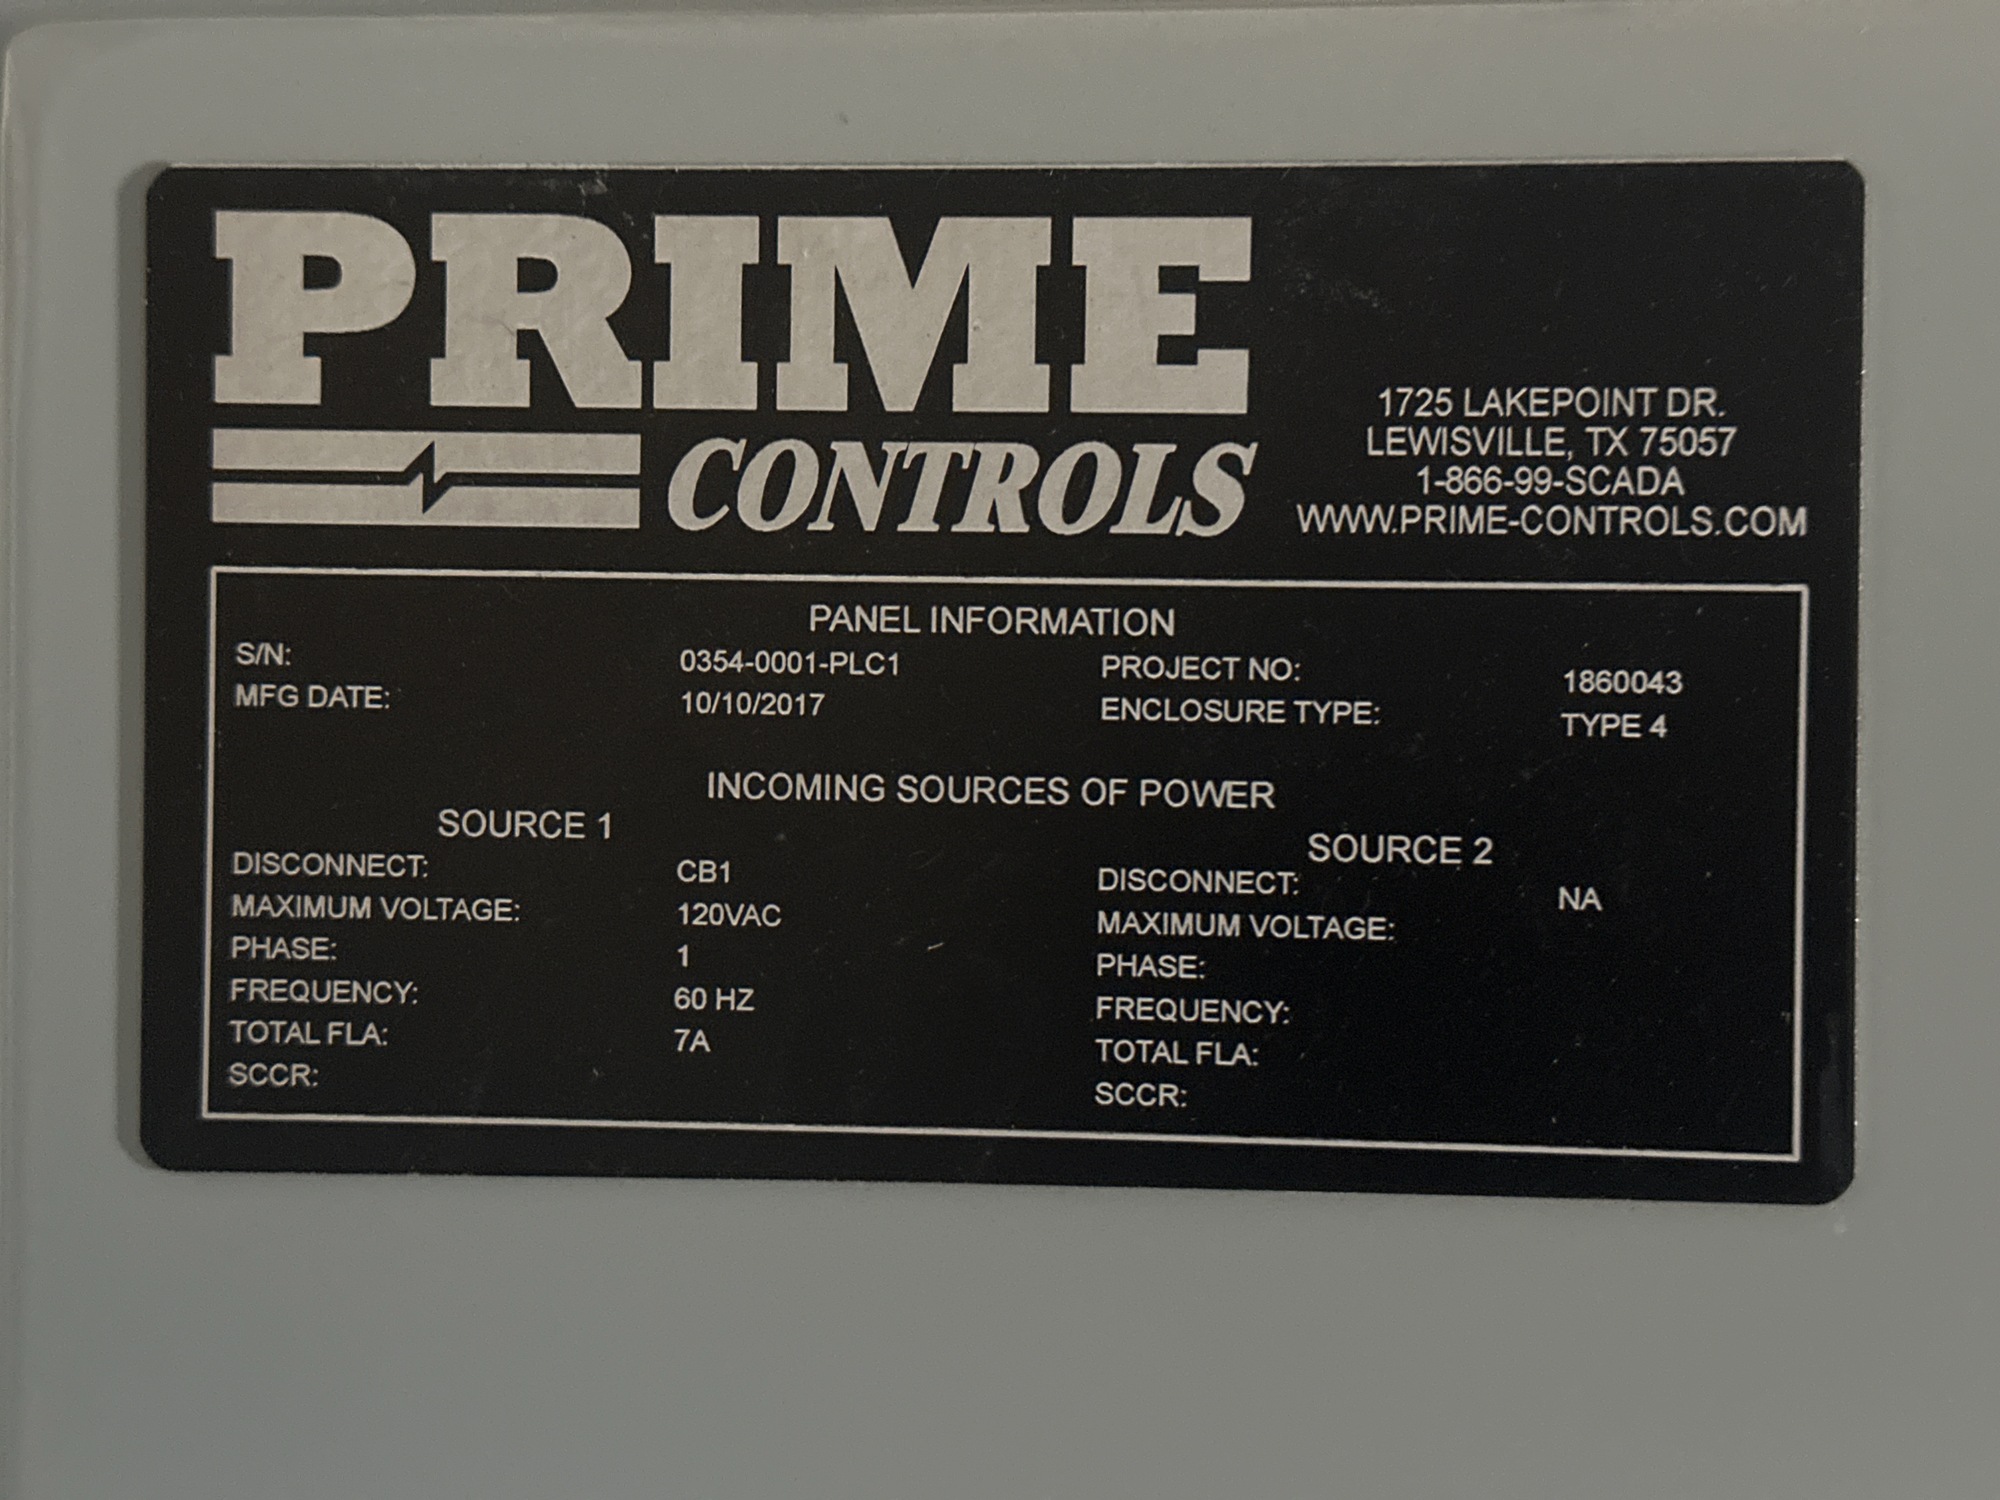 PRIME
CONTROLS
1725 LAKEPOINT DR.
LEWISVILLE, TX 75057
1-866-99-SCADA
WWW.PRIME-CONTROLS.COM
PANEL INFORMATION
S/N: 0354-0001-PLC1 PROJECT NO: 1860043
MFG DATE: 10/10/2017 ENCLOSURE TYPE: TYPE 4
INCOMING SOURCES OF POWER
SOURCE 1 SOURCE 2
DISCONNECT: CB1 DISCONNECT: NA
MAXIMUM VOLTAGE: 120VAC MAXIMUM VOLTAGE:
PHASE: 1 PHASE:
FREQUENCY: 60 HZ FREQUENCY:
TOTAL FLA: 7A TOTAL FLA:
SCCR: SCCR: